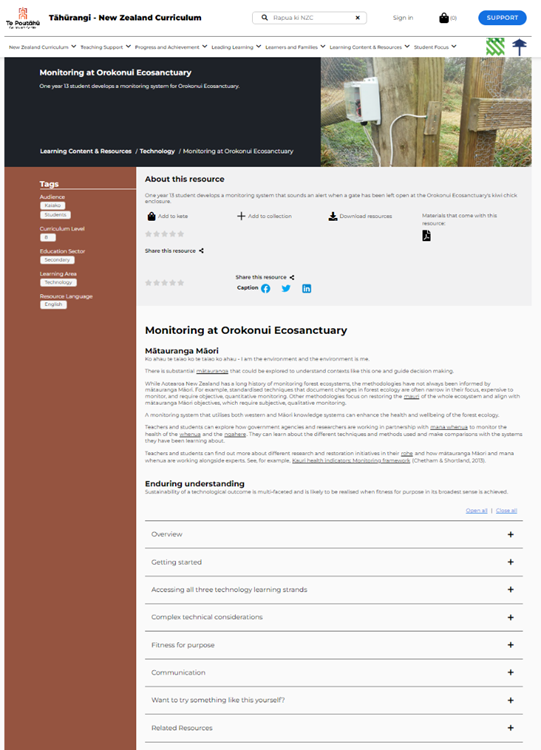 Te Poutāhū
Tāhūrangi - New Zealand Curriculum
Rapua ki NZC
Sign in
(0)
SUPPORT
New Zealand Curriculum Teaching Support Progress and Achievement Leading Learning Learners and Families Learning Content & Resources Student Focus
Monitoring at Orokonui Ecosanctuary
One year 13 student develops a monitoring system for Orokonui Ecosanctuary.
Learning Content & Resources / Technology / Monitoring at Orokonui Ecosanctuary
Tags
Audience
Kaiako
Students
Curriculum Level
8
Education Sector
Secondary
Learning Area
Technology
Resource Language
English
About this resource
One year 13 student develops a monitoring system that sounds an alert when a gate has been left open at the Orokonui Ecosanctuary's kiwi chick
enclosure.
Add to kete
Add to collection
Download resources
Materials that come with this
resource:
Share this resource
Share this resource
Caption
Monitoring at Orokonui Ecosanctuary
Mātauranga Māori
Ko ahau te taiao ko te taiao ko ahau - I am the environment and the environment is me.
There is substantial mātauranga that could be explored to understand contexts like this one and guide decision making.
While Aotearoa New Zealand has a long history of monitoring forest ecosystems, the methodologies have not always been informed by
mātauranga Māori. For example, standardised techniques that document changes in forest ecology are often narrow in their focus, expensive to
monitor, and require objective, quantitative monitoring. Other methodologies focus on restoring the mauri of the whole ecosystem and align with
mātauranga Māori objectives, which require subjective, qualitative monitoring.
A monitoring system that utilises both western and Māori knowledge systems can enhance the health and wellbeing of the forest ecology.
Teachers and students can explore how government agencies and researchers are working in partnership with mana whenua to monitor the
health of the whenua and the ngahere. They can learn about the different techniques and methods used and make comparisons with the systems
they have been learning about.
Teachers and students can find out more about different research and restoration initiatives in their rohe and how mātauranga Māori and mana
whenua are working alongside experts. See, for example, Kauri health indicators: Monitoring framework (Chetham & Shortland, 2013).
Enduring understanding
Sustainability of a technological outcome is multi-faceted and is likely to be realised when fitness for purpose in its broadest sense is achieved.
Open all | Close all
Overview
Getting started
Accessing all three technology learning strands
Complex technical considerations
Fitness for purpose
Communication
Want to try something like this yourself?
Related Resources